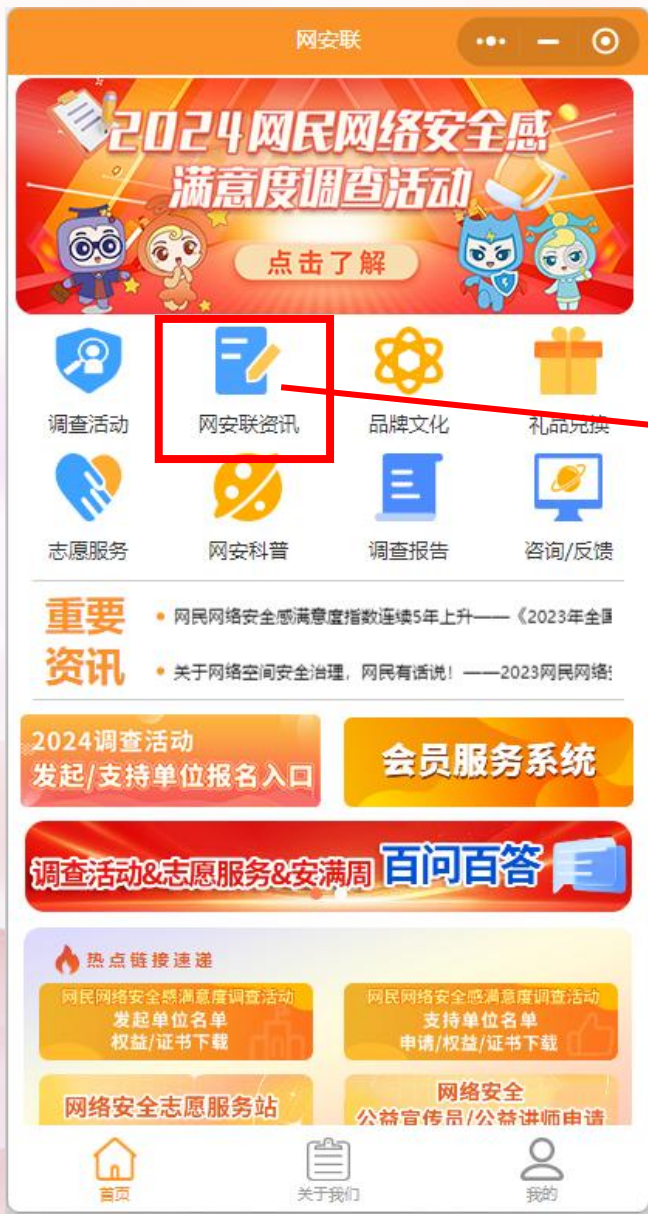 网安联
2024网民网络安全感
满意度调查活动
点击了解
调查活动
网安联资讯
品牌文化
礼品兑换
志愿服务
网安科普
调查报告
咨询/反馈
重要
资讯
网民网络安全感满意度指数连续5年上升——《2023年全国
关于网络空间安全治理，网民有话说！——2023网民网络
2024调查活动
发起/支持单位报名入口
会员服务系统
调查活动&志愿服务&安满周 百问百答
热点链接速递
网民网络安全感满意度调查活动
发起单位名单
权益/证书下载
网民网络安全感满意度调查活动
支持单位名单
申请/权益/证书下载
网络安全志愿服务站
网络安全
公益宣传员/公益讲师申请
首页
关于我们
我的